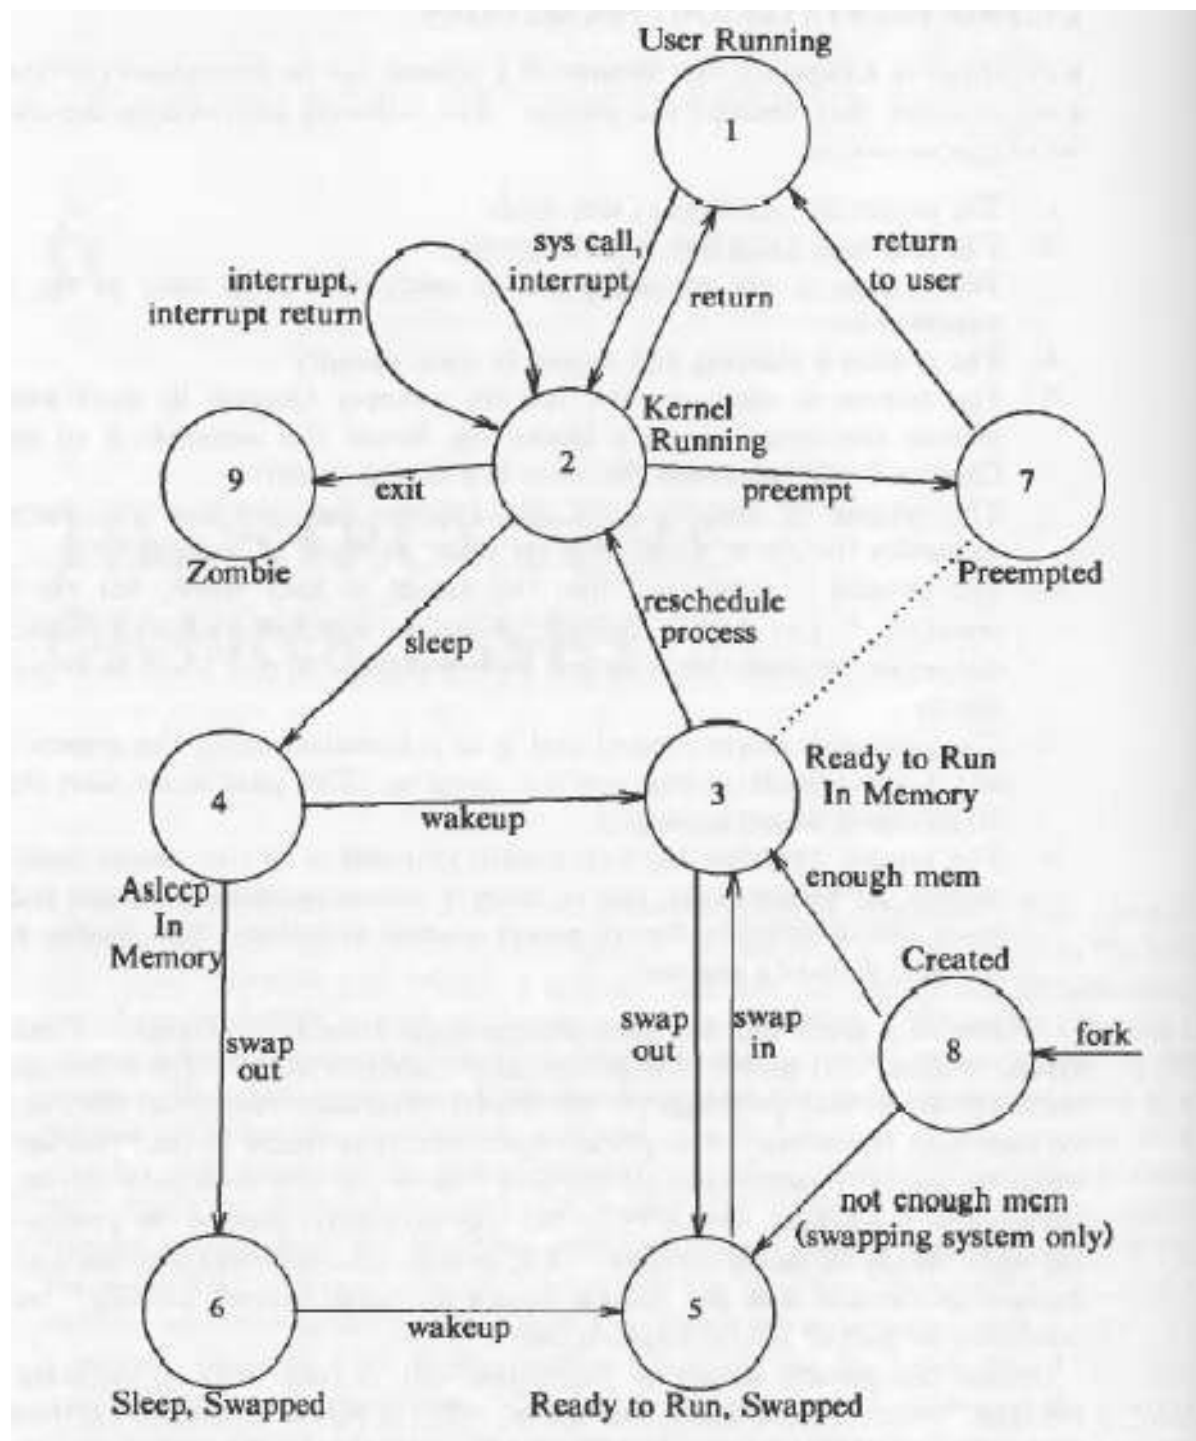 User Running
1
sys call,
interrupt
return
return
to user
interrupt,
interrupt return
Kernel
Running
2
9
exit
Zombie
preempt
7
Preempted
sleep
reschedule
process
4
wakeup
3
Ready to Run
In Memory
Asleep
In
Memory
enough mem
Created
8
fork
swap
out
swap
out
swap
in
not enough mem
(swapping system only)
6
wakeup
5
Sleep, Swapped
Ready to Run, Swapped